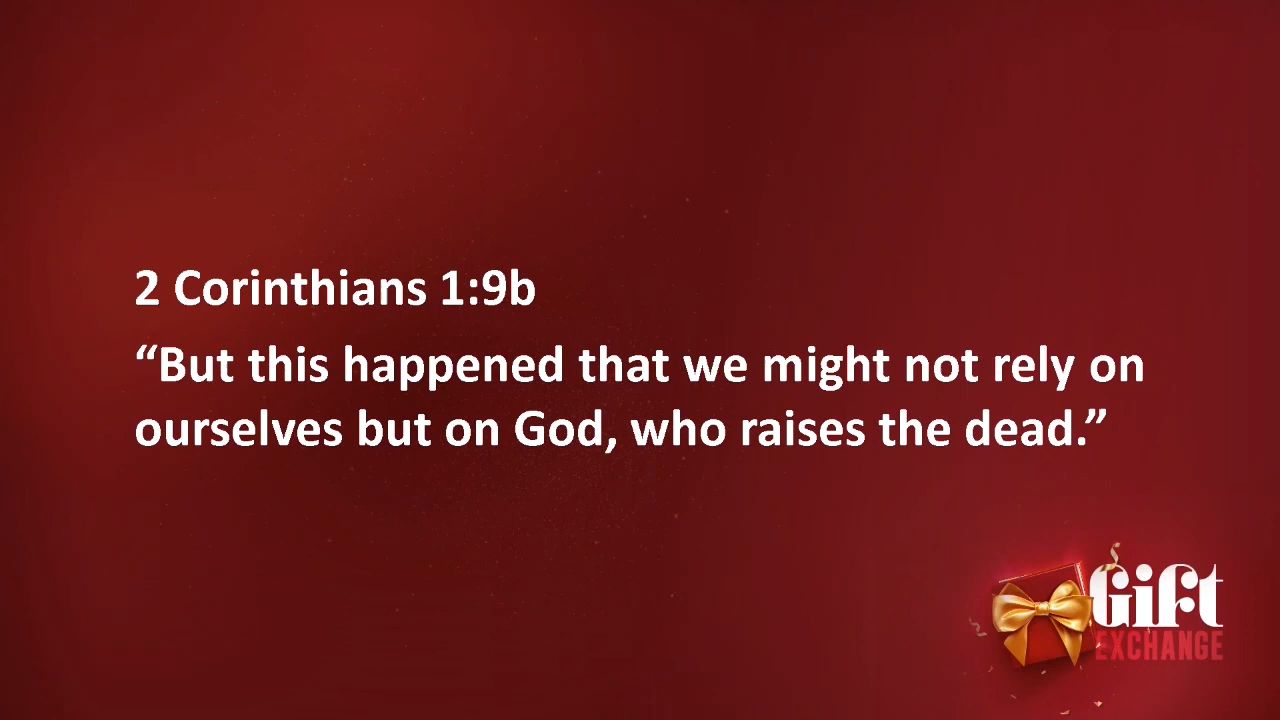 2 Corinthians 1:9b
“But this happened that we might not rely on
ourselves but on God, who raises the dead.”
Gift
EXCHANGE